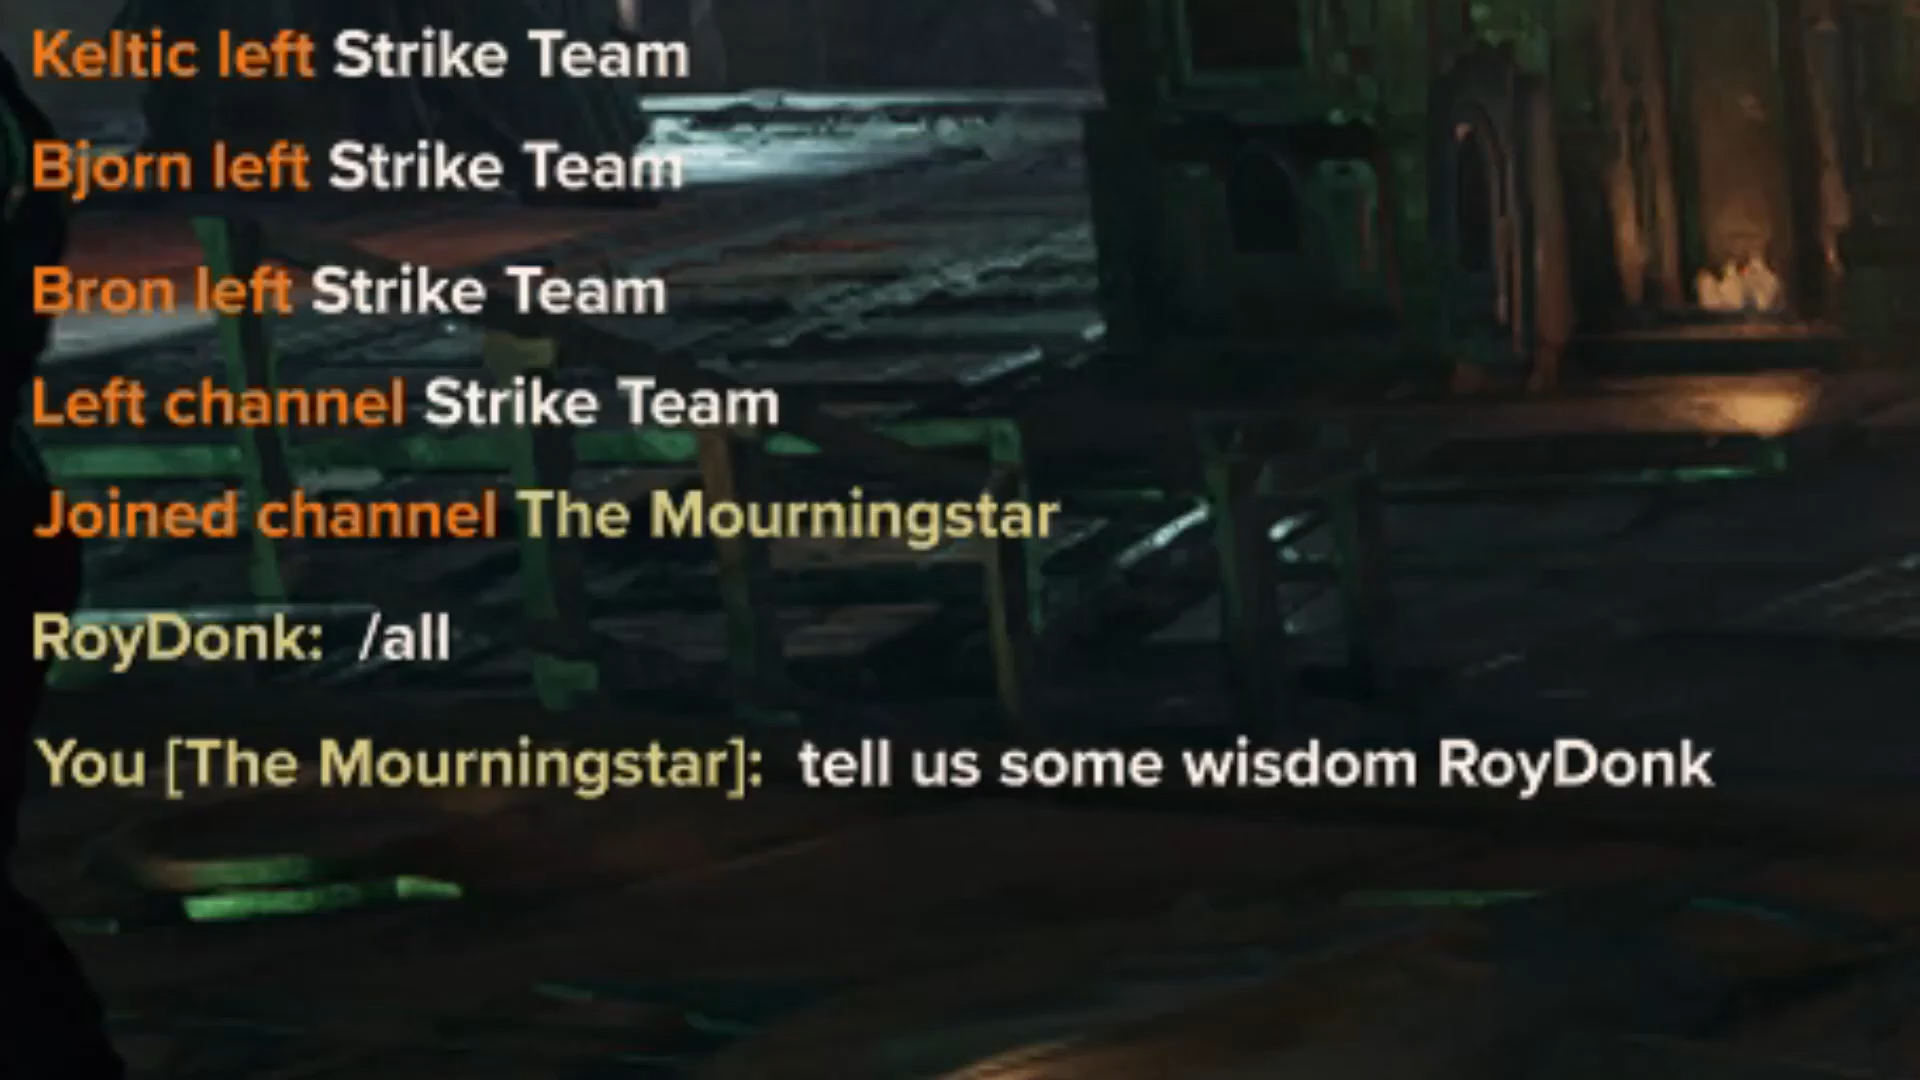 Keltic left Strike Team
Bjorn left Strike Team
Bron left Strike Team
Left channel Strike Team
Joined channel The Mourningstar
RoyDonk: /all
You [The Mourningstar]: tell us some wisdom RoyDonk